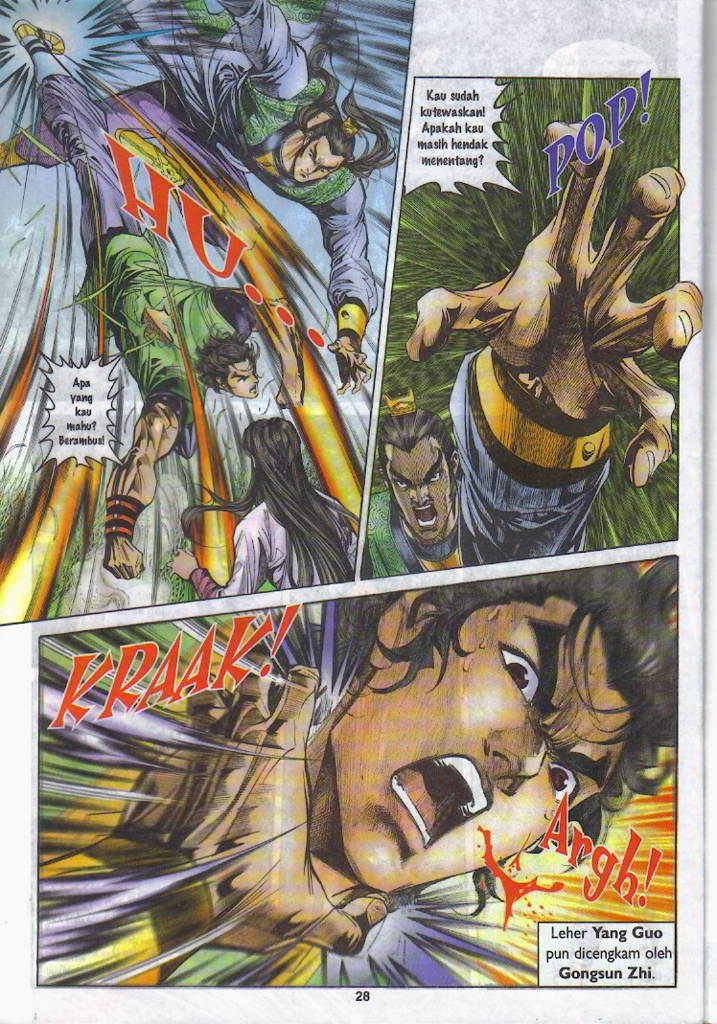 HU...
Apa
yang
kau
mahu?
Berambus!
Kau sudah
kutewaskan!
Apakah kau
masih hendak
menentang?
POP!
KRAAK!
Argh!
Leher Yang Guo
pun dicengkam oleh
Gongsun Zhi.
28